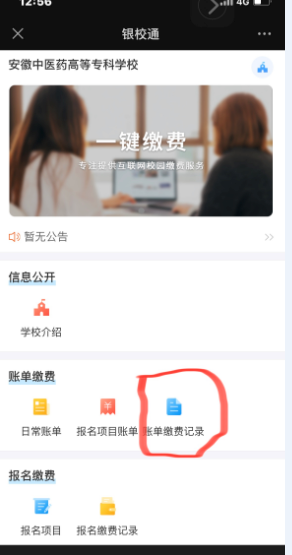 12:56
4G
银校通
安徽中医药高等专科学校
一键缴费
专注提供互联网校园缴费服务
暂无公告
信息公开
学校介绍
账单缴费
日常账单 报名项目账单 账单缴费记录
报名缴费
报名项目 报名缴费记录